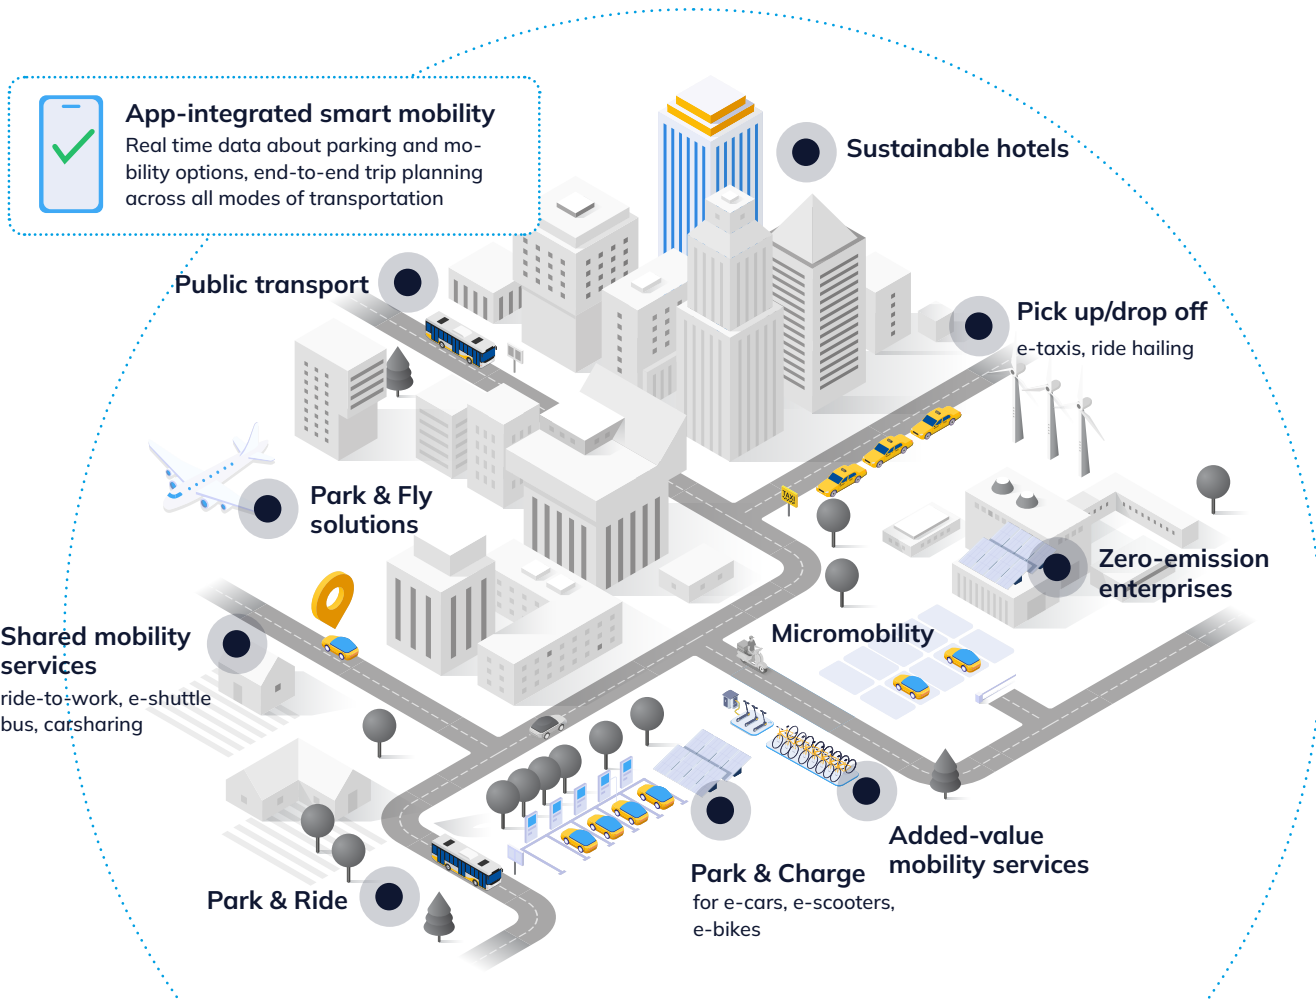 App-integrated smart mobility
Real time data about parking and mo-
bility options, end-to-end trip planning
across all modes of transportation
Sustainable hotels
Public transport
Pick up/drop off
e-taxis, ride hailing
Park & Fly
solutions
TAXI
Zero-emission
enterprises
Shared mobility
services
ride-to-work, e-shuttle
bus, carsharing
Micromobility
Added-value
mobility services
Park & Charge
for e-cars, e-scooters,
e-bikes
Park & Ride